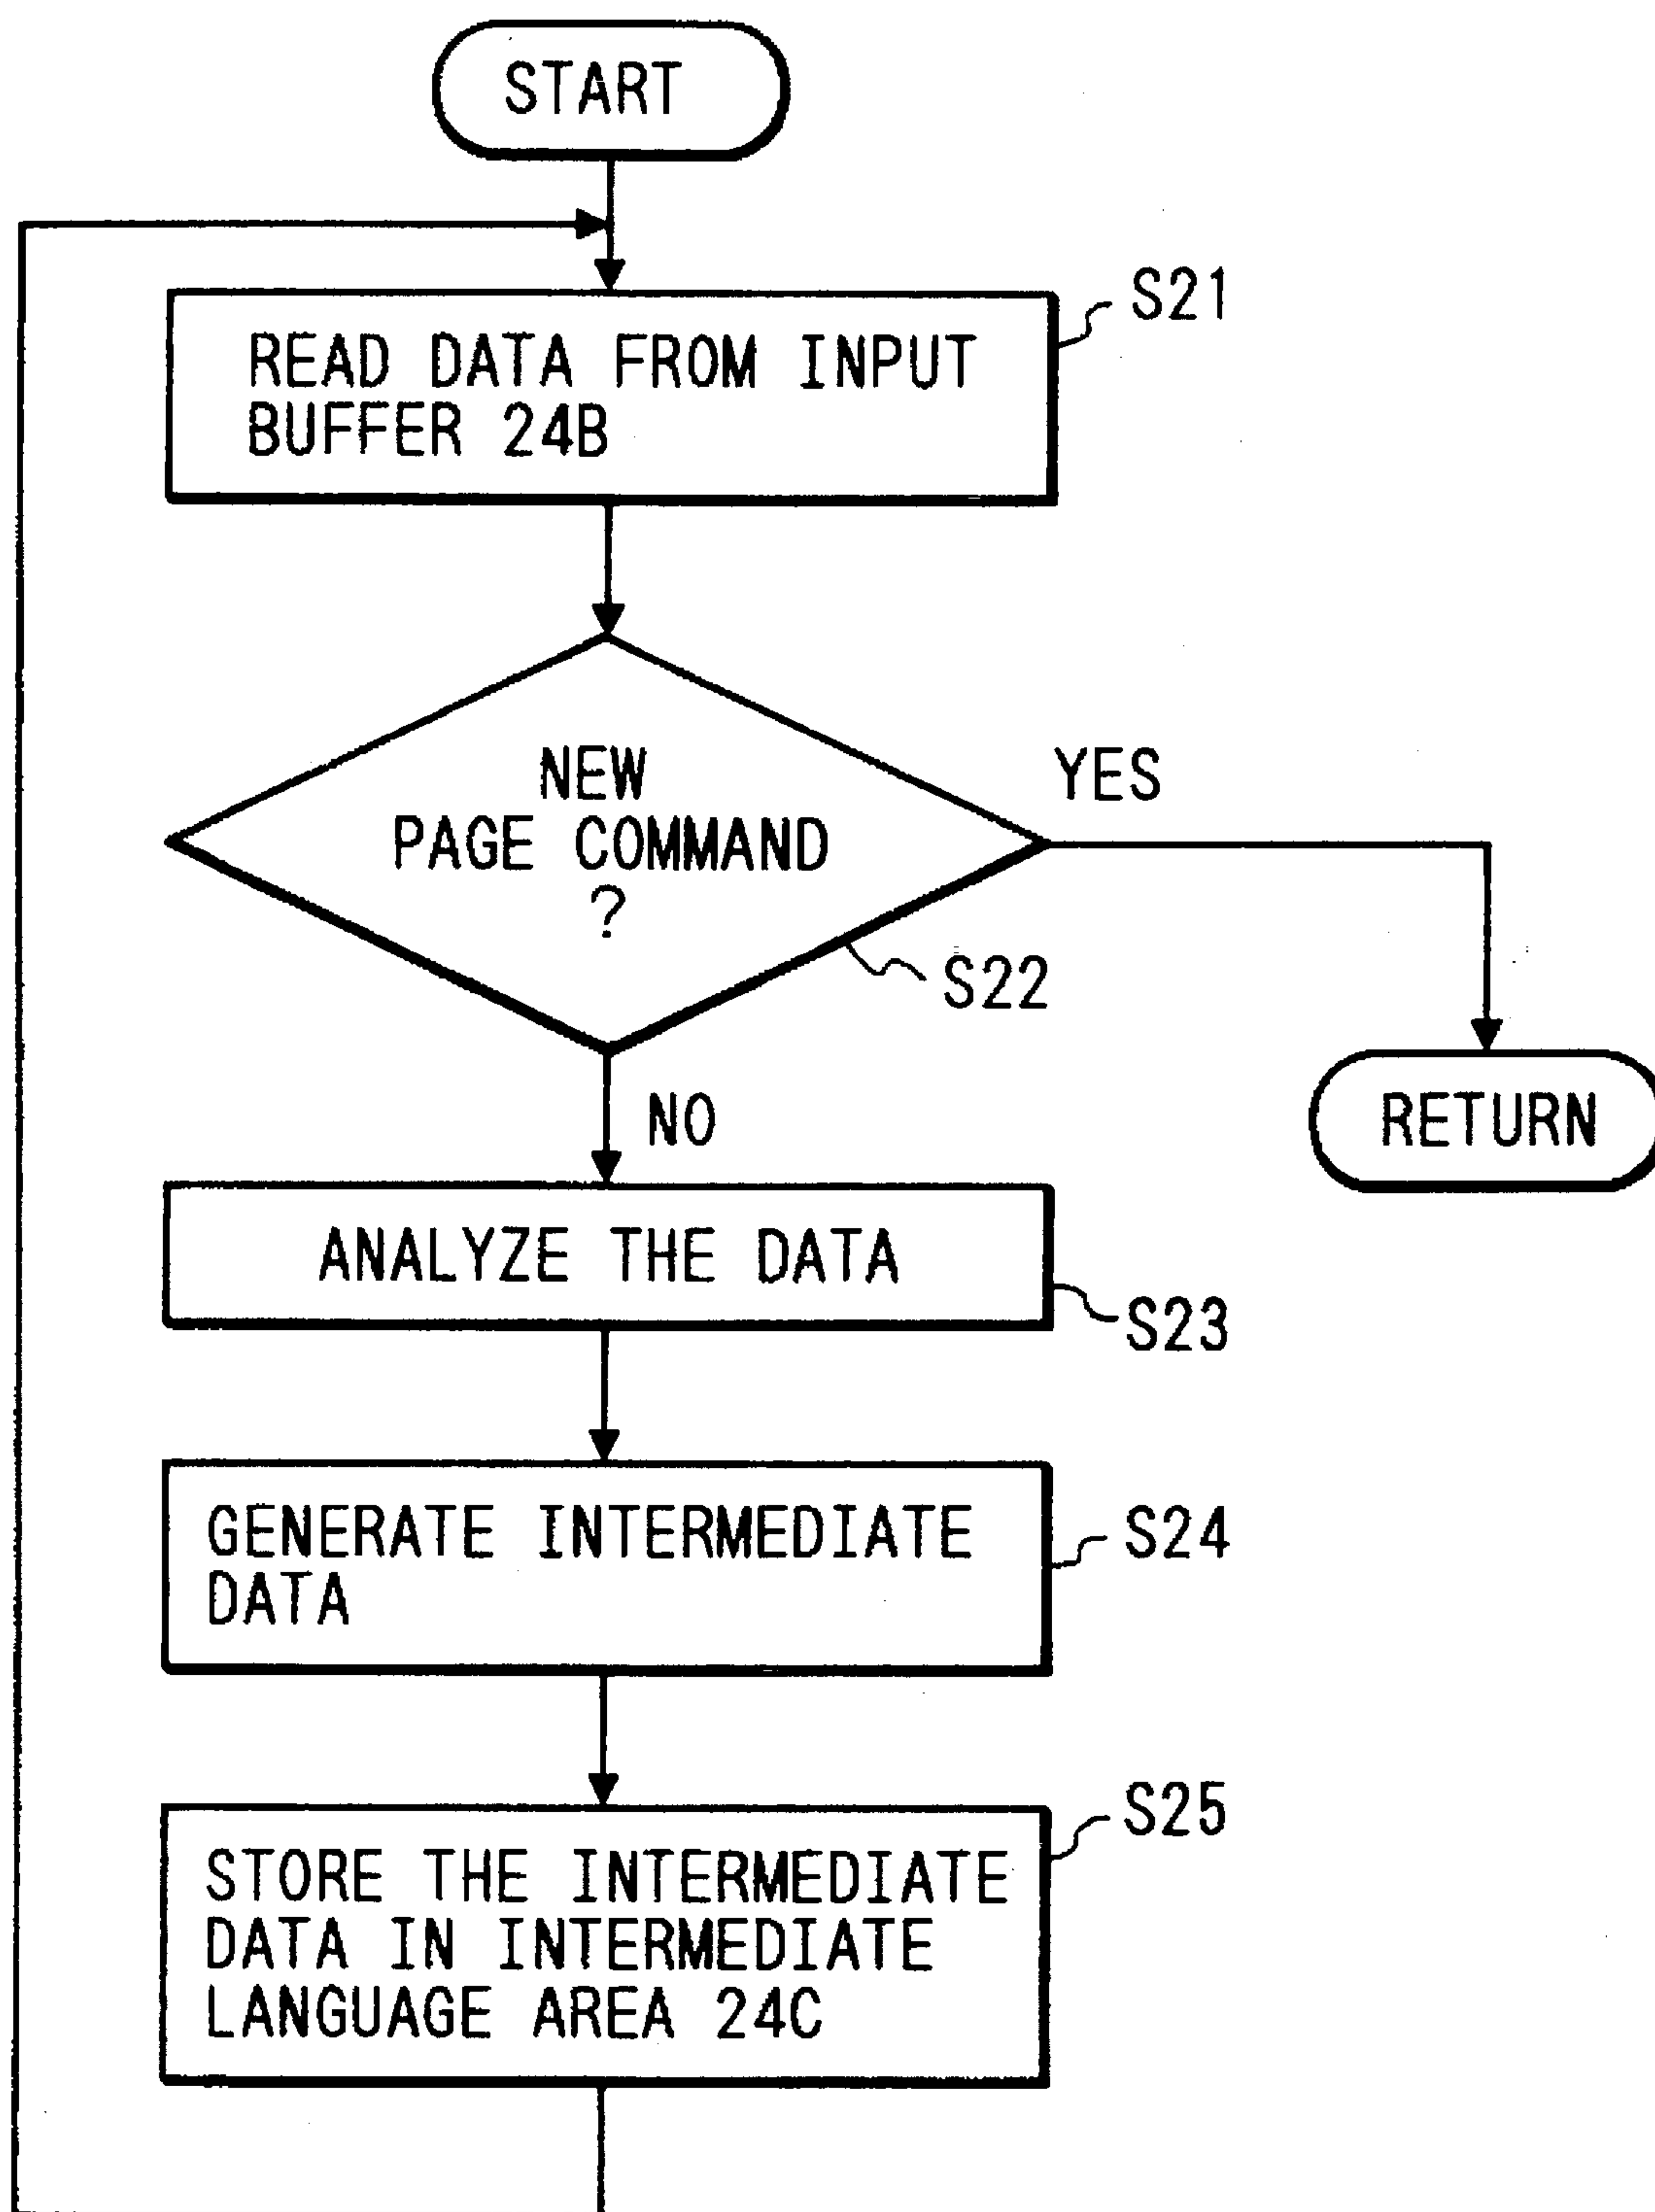 START
S21
READ DATA FROM INPUT
BUFFER 24B
NEW
PAGE COMMAND
?
YES
S22
NO
RETURN
ANALYZE THE DATA
S23
GENERATE INTERMEDIATE
DATA
S24
S25
STORE THE INTERMEDIATE
DATA IN INTERMEDIATE
LANGUAGE AREA 24C